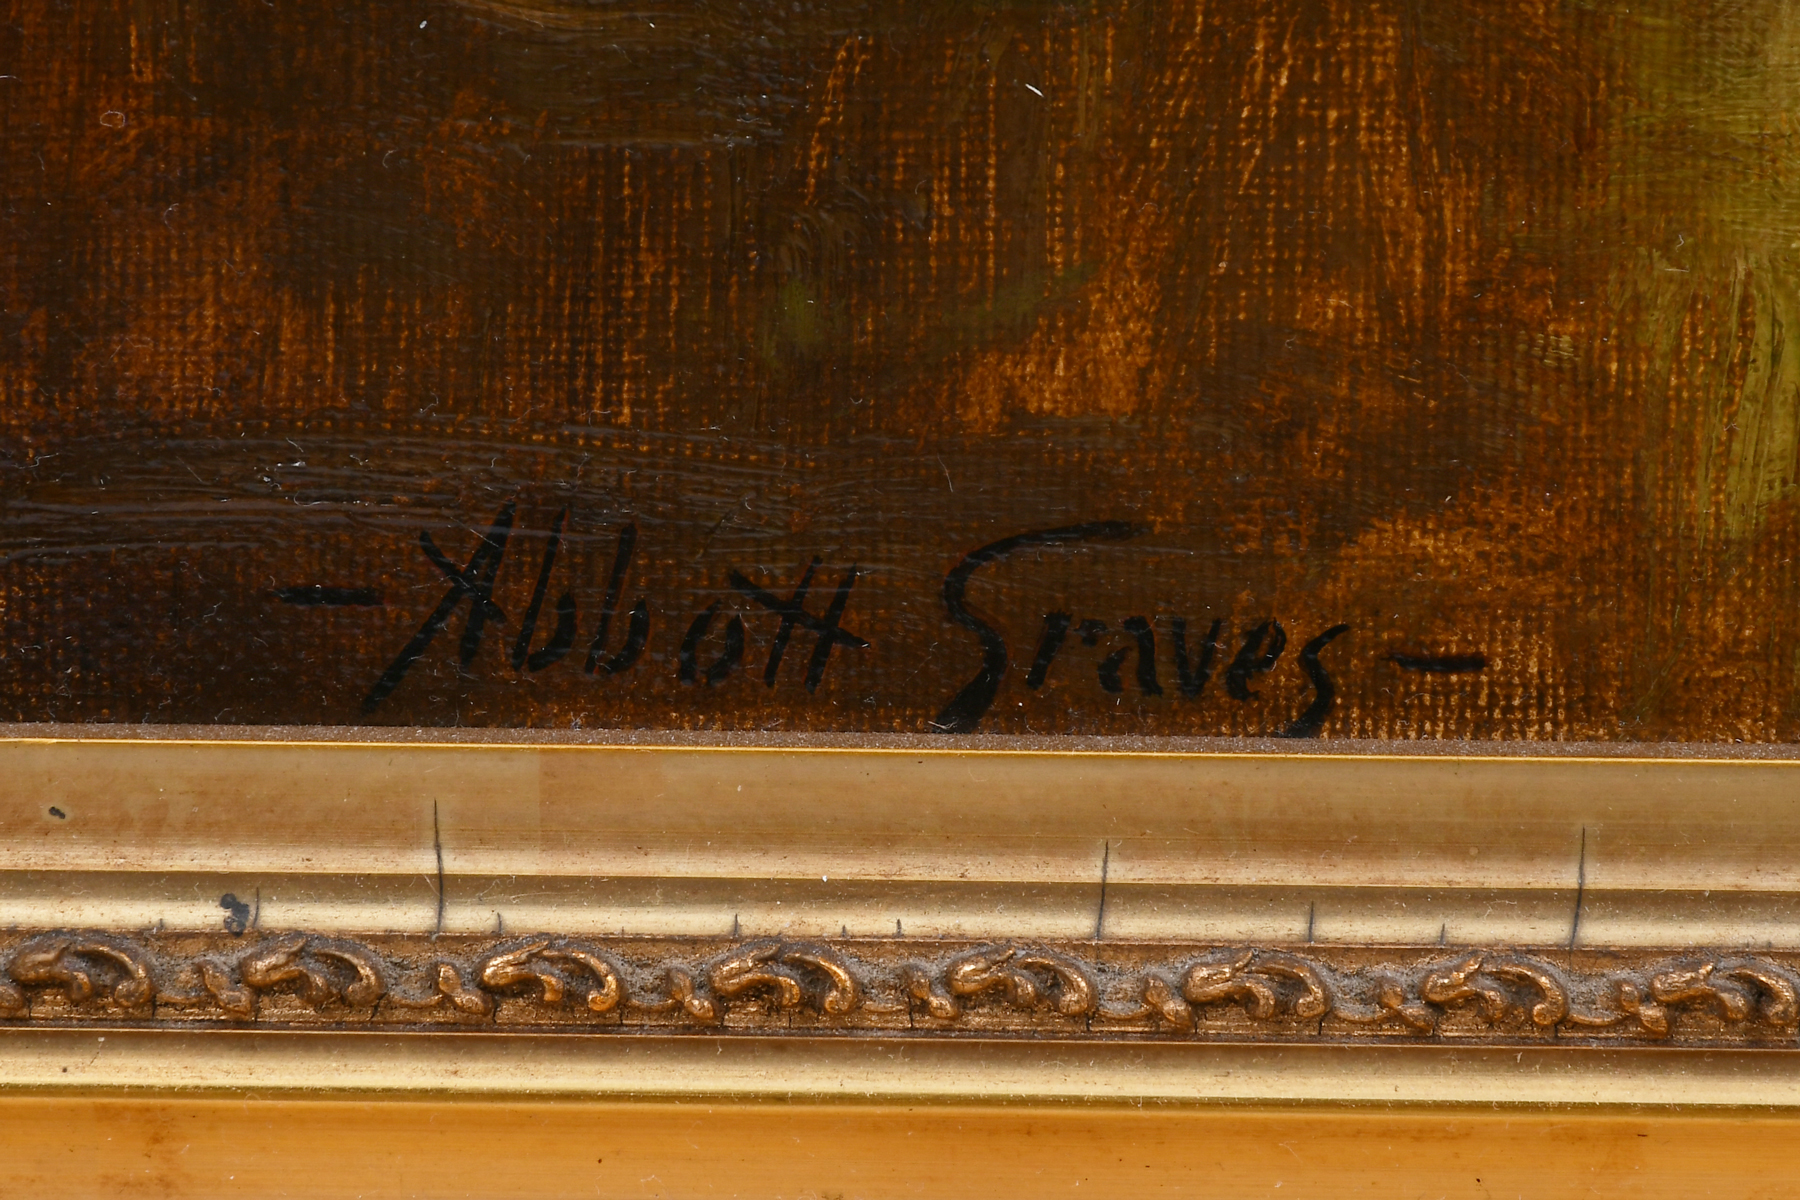 - Abbott Graves -